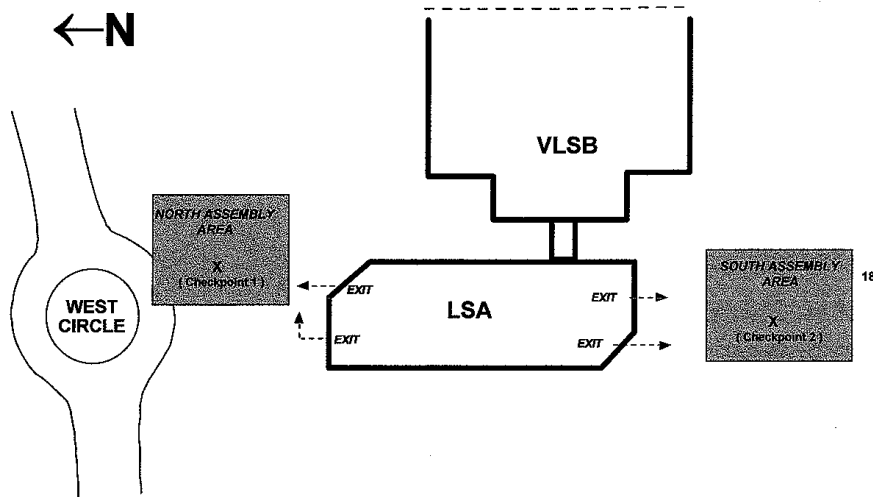 ←N
VLSB
NORTH ASSEMBLY
AREA
X
( Checkpoint 1 )
WEST
CIRCLE
EXIT
EXIT
LSA
EXIT
EXIT
SOUTH ASSEMBLY
AREA
X
( Checkpoint 2 )
18